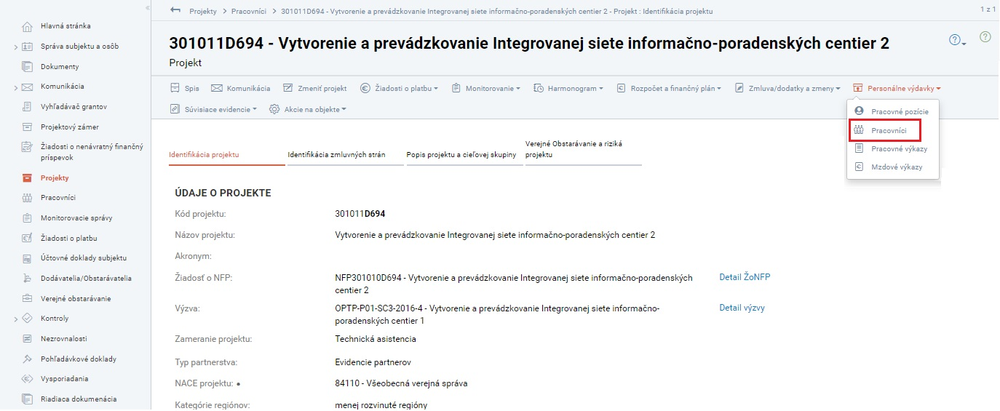 Projekty > Pracovníci > 301011D694 - Vytvorenie a prevádzkovanie Integrovanej siete informačno-poradenských centier 2 - Projekt : Identifikácia projektu
1 z 1
Hlavná stránka
Správa subjektu a osôb
Dokumenty
Komunikácia
Vyhľadávač grantov
Projektový zámer
Žiadosti o nenávratný finančný
príspevok
Projekty
Pracovníci
Monitorovacie správy
Žiadosti o platbu
Účtovné doklady subjektu
Dodávatelia/Obstarávatelia
Verejné obstarávanie
Kontroly
Nezrovnalosti
Pohľadávkové doklady
Vysporiadania
Riadiaca dokumenácia
301011D694 - Vytvorenie a prevádzkovanie Integrovanej siete informačno-poradenských centier 2
Projekt
Spis Komunikácia Zmeniť projekt Žiadosti o platbu Monitorovanie Harmonogram Rozpočet a finančný plán Zmluva/dodatky a zmeny Personálne výdavky
Súvisiace evidencie Akcie na objekte
Pracovné pozície
Pracovníci
Pracovné výkazy
Mzdové výkazy
Identifikácia projektu
Identifikácia zmluvných strán
Popis projektu a cieľovej skupiny
Verejné Obstarávanie a riziká
projektu
ÚDAJE O PROJEKTE
Kód projektu: 301011D694
Názov projektu: Vytvorenie a prevádzkovanie Integrovanej siete informačno-poradenských centier 2
Akronym:
Žiadosť o NFP: NFP301010D694 - Vytvorenie a prevádzkovanie Integrovanej siete informačno-poradenských Detail ŽoNFP
centier 2
Výzva: OPTP-P01-SC3-2016-4 - Vytvorenie a prevádzkovanie Integrovanej siete informačno- Detail výzvy
poradenských centier 1
Zameranie projektu: Technická asistencia
Typ partnerstva: Evidencie partnerov
NACE projektu: 84110 - Všeobecná verejná správa
Kategórie regiónov: menej rozvinuté regióny